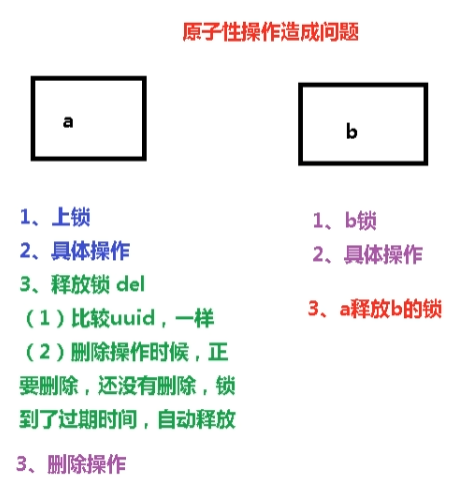 原子性操作造成问题
a
b
1、上锁
2、具体操作
3、释放锁 del
（1）比较uuid，一样
（2）删除操作时候，正
要删除，还没有删除，锁
到了过期时间，自动释放
3、删除操作
1、b锁
2、具体操作
3、a释放b的锁